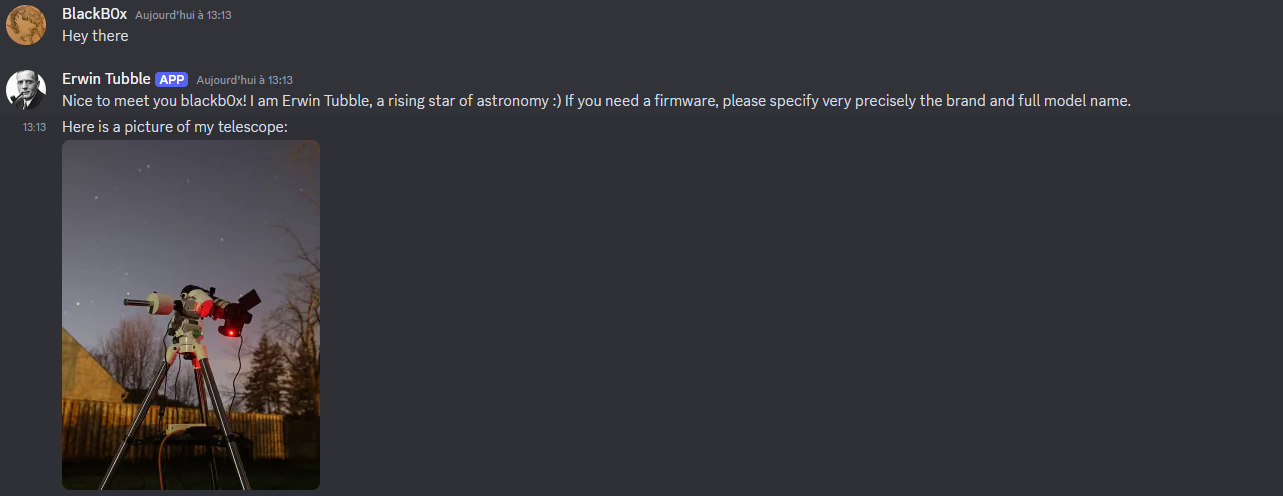 BlackB0x Aujourd'hui à 13:13
Hey there
Erwin Tubble APP Aujourd'hui à 13:13
Nice to meet you blackb0x! I am Erwin Tubble, a rising star of astronomy :) If you need a firmware, please specify very precisely the brand and full model name.
13:13 Here is a picture of my telescope: